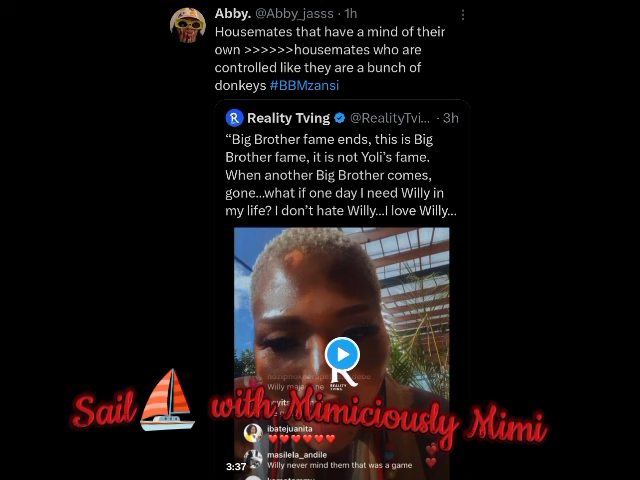 Abby. @Abby_jasss · 1h
Housemates that have a mind of their
own >>>>>>housemates who are
controlled like they are a bunch of
donkeys #BBMzansi
Reality Tving @RealityTvi... · 3h
“Big Brother fame ends, this is Big
Brother fame, it is not Yoli’s fame.
When another Big Brother comes,
gone...what if one day I need Willy in
my life? I don’t hate Willy...I love Willy...
R
REALITY
TVING
Sail with Mimiciously Mimi
ibatejuanita
masilela_andile
3:37 Willy never mind them that was a game